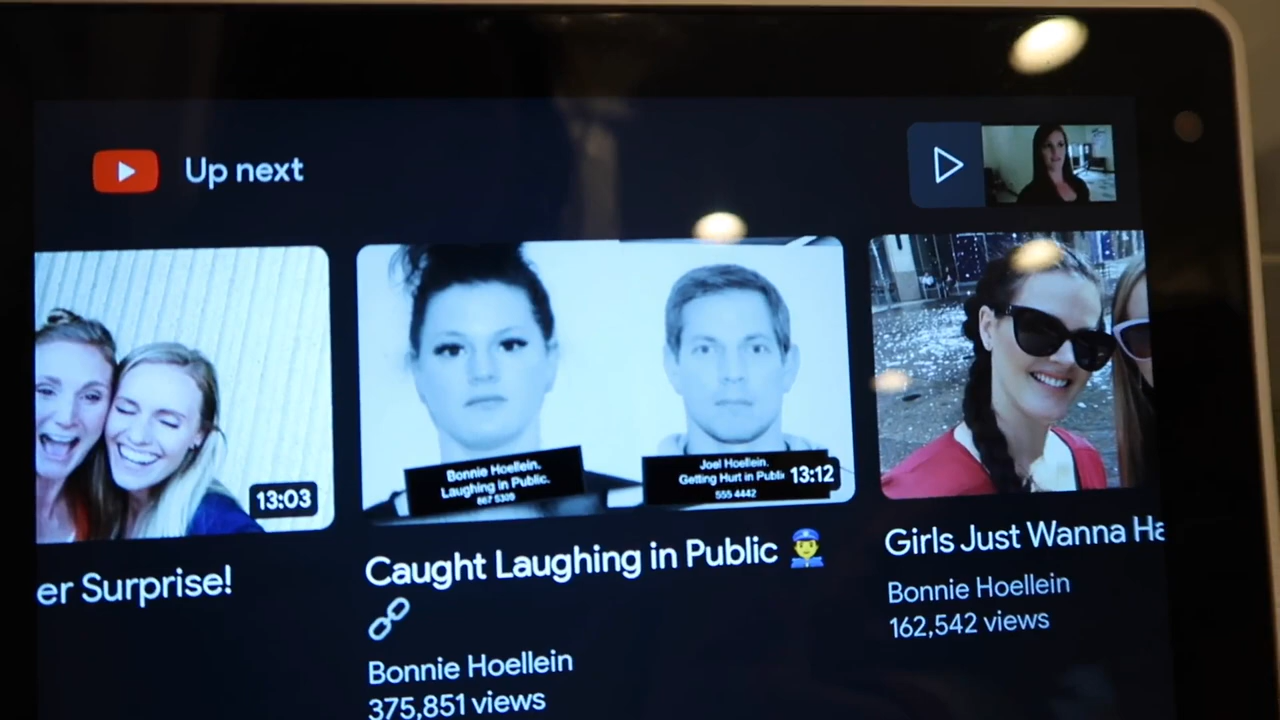 Up next
13:03
er Surprise!
Bonnie Hoellein.
Laughing in Public.
867 5309
Joel Hoellein.
Getting Hurt in Publi
555 4442
13:12
Caught Laughing in Public 👮
🔗
Bonnie Hoellein
375,851 views
Girls Just Wanna Ha
Bonnie Hoellein
162,542 views